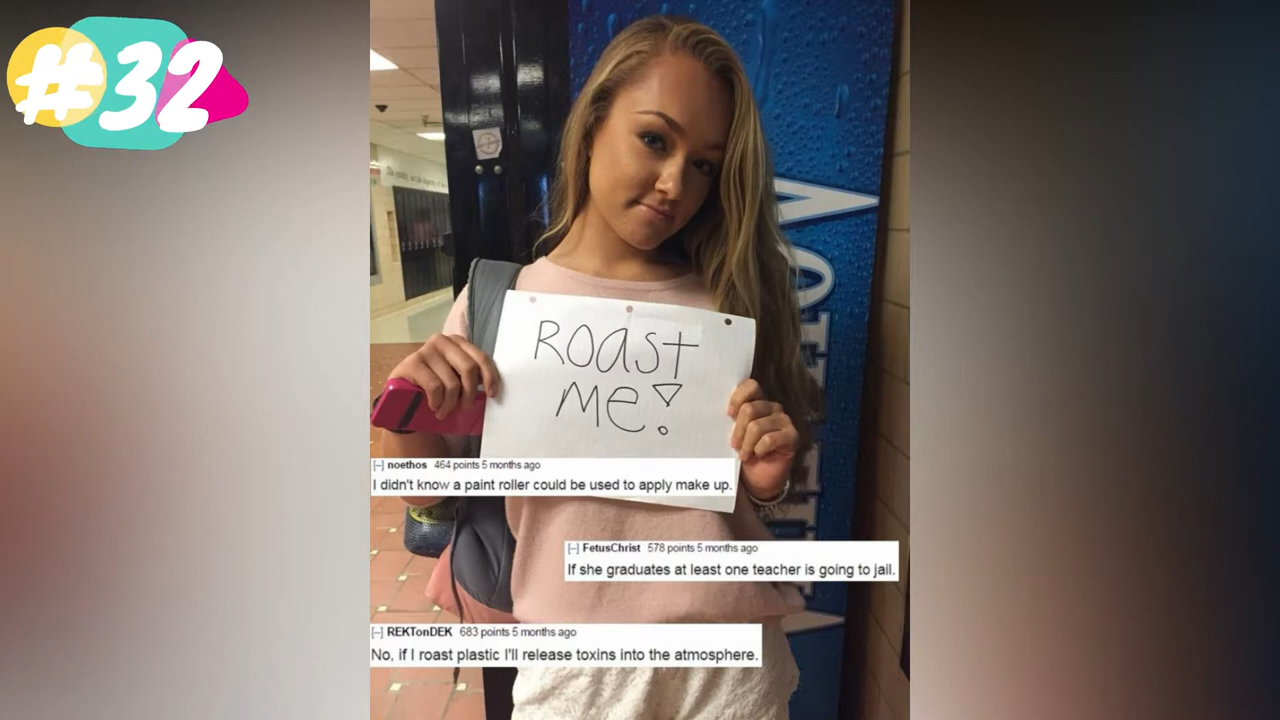 #32
ROAST
ME!
[–] noethos 464 points 5 months ago
I didn't know a paint roller could be used to apply make up.
[–] FetusChrist 578 points 5 months ago
If she graduates at least one teacher is going to jail.
[–] REKTonDEK 683 points 5 months ago
No, if I roast plastic I'll release toxins into the atmosphere.